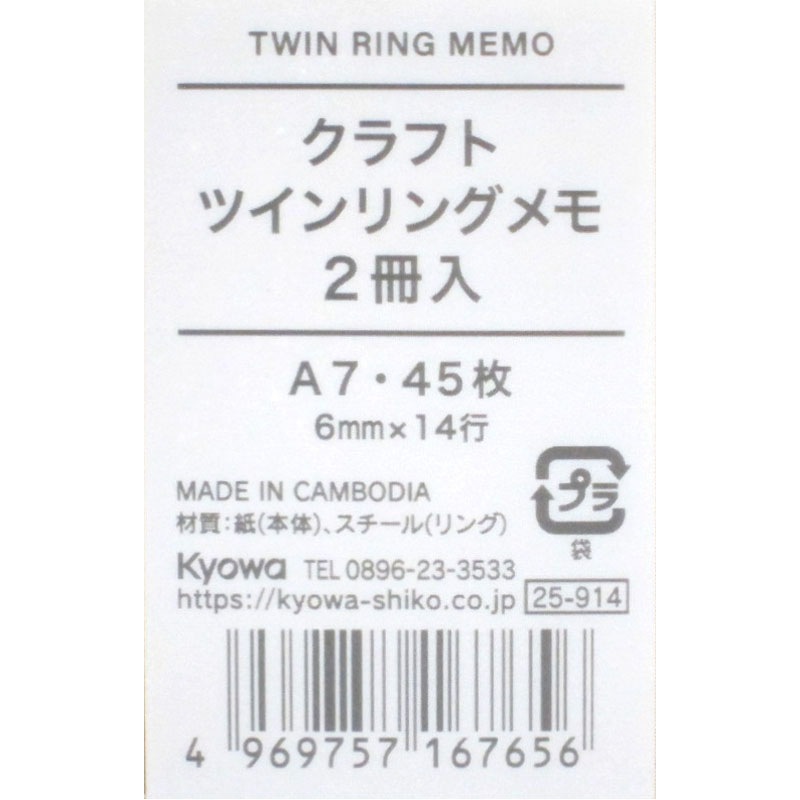 TWIN RING MEMO
クラフト
ツインリングメモ
2冊入
A7・45枚
6mm×14行
プラ
袋
MADE IN CAMBODIA
材質:紙(本体)、スチール(リング)
Kyowa TEL 0896-23-3533
https://kyowa-shiko.co.jp 25-914
4 969757 167656